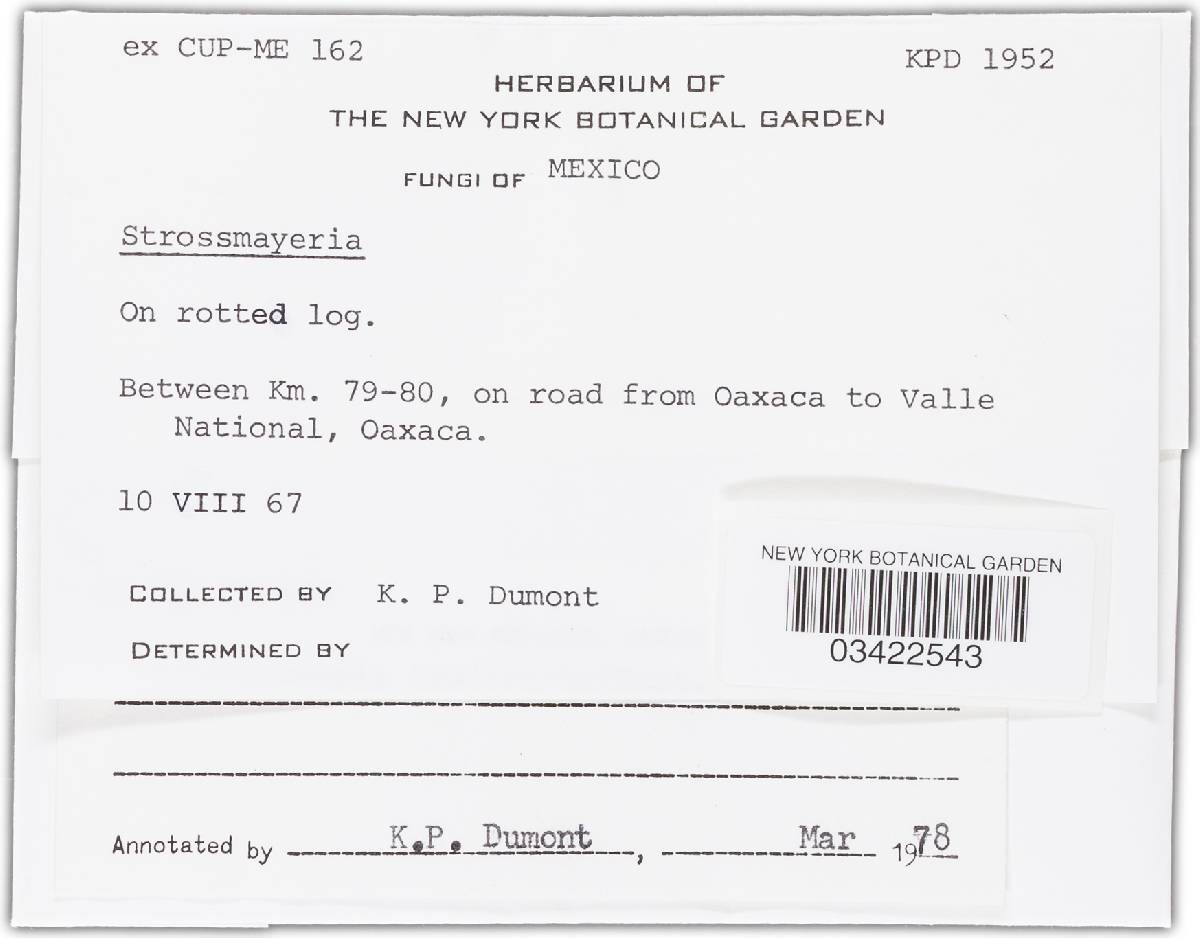 ex CUP-ME 162
KPD 1952
HERBARIUM OF
THE NEW YORK BOTANICAL GARDEN
FUNGI OF MEXICO
Strossmayeria
On rotted log.
Between Km. 79-80, on road from Oaxaca to Valle
National, Oaxaca.
10 VIII 67
COLLECTED BY K. P. Dumont
DETERMINED BY
NEW YORK BOTANICAL GARDEN
03422543
Annotated by K.P. Dumont, Mar 1978